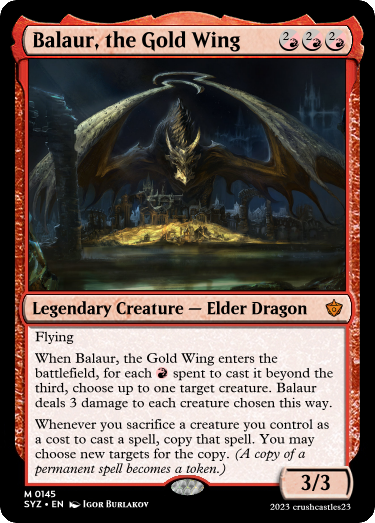 Balaur, the Gold Wing
2 2 2
Legendary Creature — Elder Dragon
Flying
When Balaur, the Gold Wing enters the
battlefield, for each spent to cast it beyond the
third, choose up to one target creature. Balaur
deals 3 damage to each creature chosen this way.
Whenever you sacrifice a creature you control as
a cost to cast a spell, copy that spell. You may
choose new targets for the copy. (A copy of a
permanent spell becomes a token.)
3/3
M 0145
SYZ • EN Igor Burlakov
2023 crushcastles23